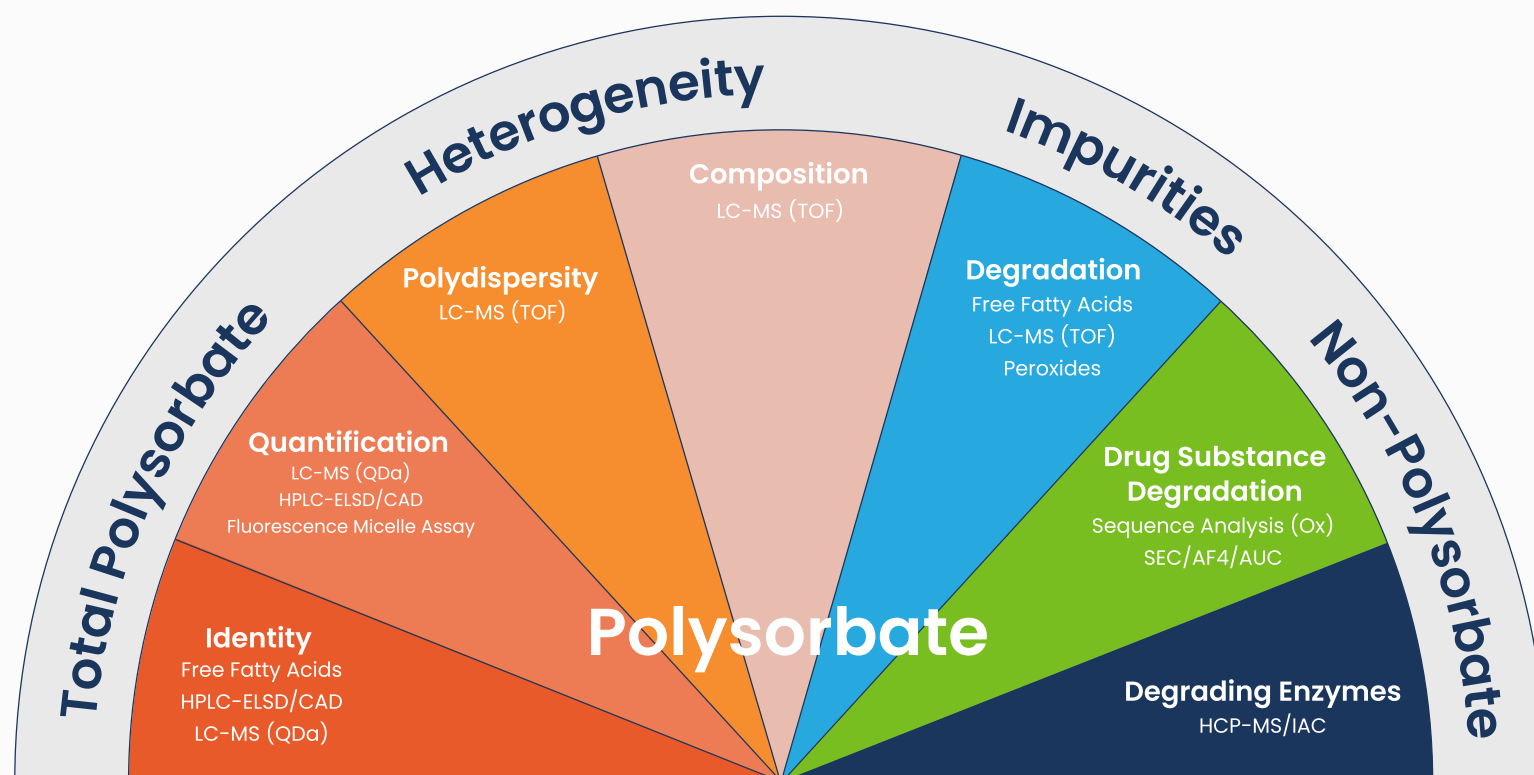 Total Polysorbate
Heterogeneity
Impurities
Non-Polysorbate
Identity
Free Fatty Acids
HPLC-ELSD/CAD
LC-MS (QDa)
Quantification
LC-MS (QDa)
HPLC-ELSD/CAD
Fluorescence Micelle Assay
Polydispersity
LC-MS (TOF)
Composition
LC-MS (TOF)
Degradation
Free Fatty Acids
LC-MS (TOF)
Peroxides
Drug Substance
Degradation
Sequence Analysis (Ox)
SEC/AF4/AUC
Degrading Enzymes
HCP-MS/IAC
Polysorbate